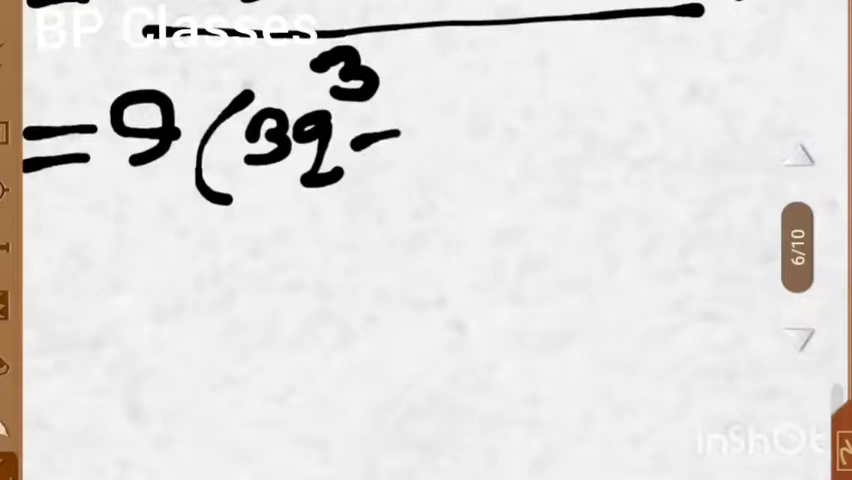 BP Classes
= 9 (3q³ -
6/10
InShOt